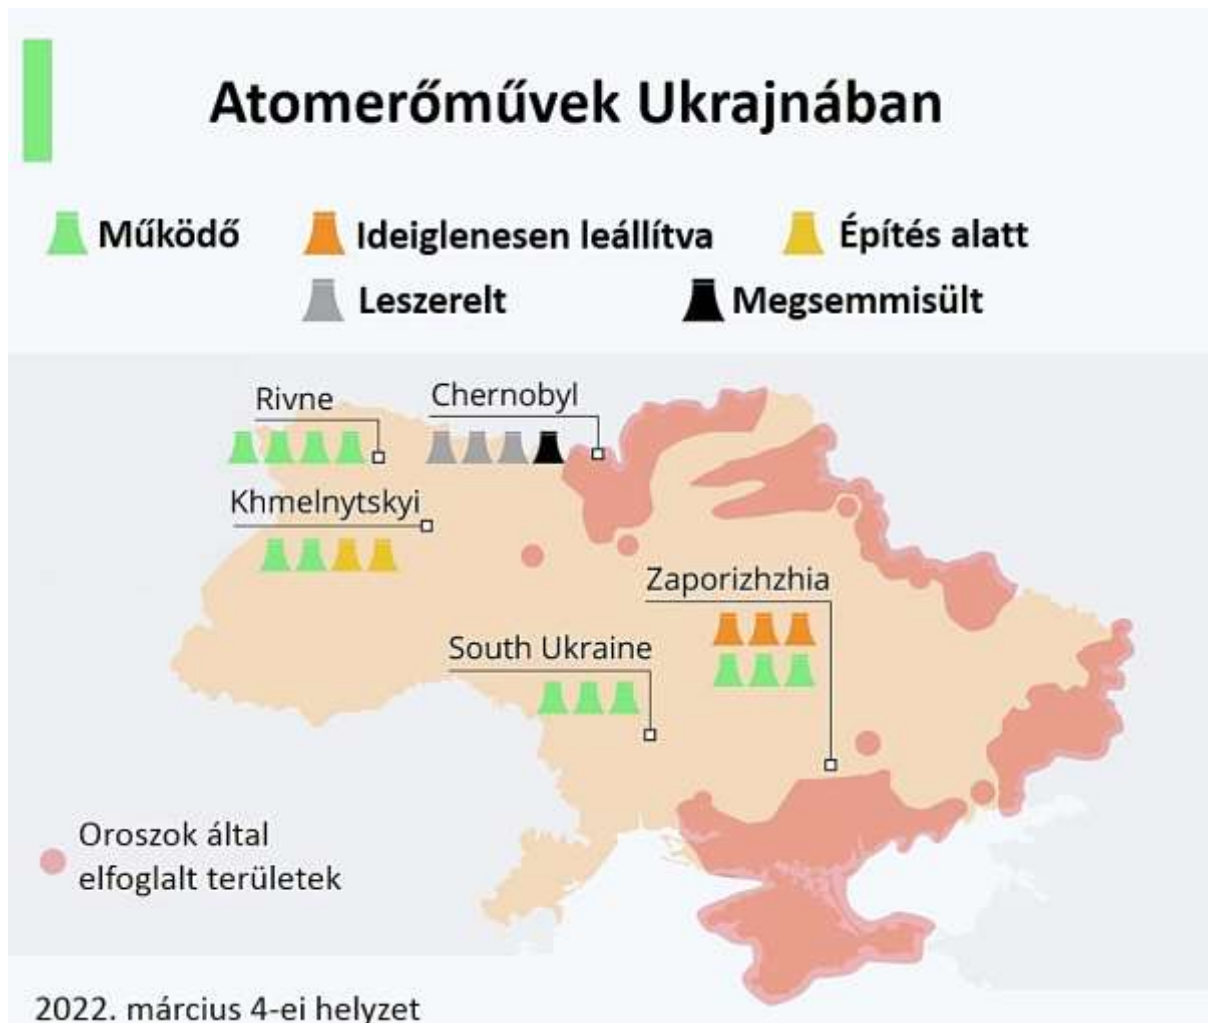 Atomerőművek Ukrajnában
Működő
Ideiglenesen leállítva
Építés alatt
Leszerelt
Megsemmisült
Rivne
Chernobyl
Khmelnytskyi
Zaporizhzhia
South Ukraine
Oroszok által
elfoglalt területek
2022. március 4-ei helyzet